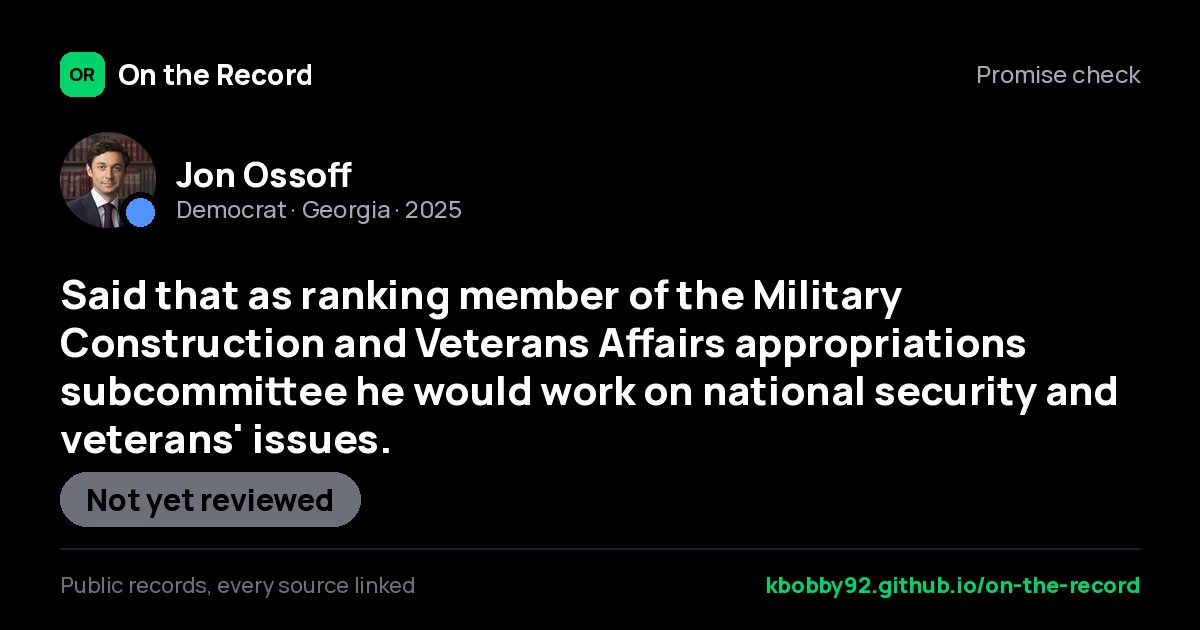 OR On the Record
Promise check
Jon Ossoff
Democrat · Georgia · 2025
Said that as ranking member of the Military
Construction and Veterans Affairs appropriations
subcommittee he would work on national security and
veterans' issues.
Not yet reviewed
Public records, every source linked
kbobby92.github.io/on-the-record